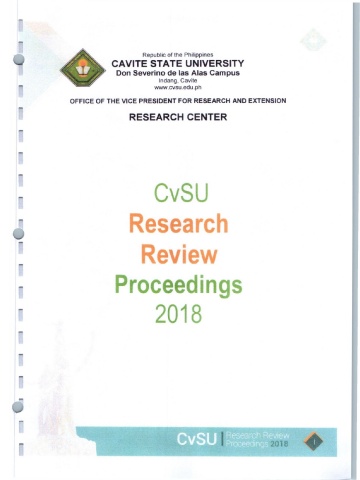 Republic of the Philippines
CAVITE STATE UNIVERSITY
Don Severino de las Alas Campus
Indang, Cavite
www.cvsu.edu.ph
OFFICE OF THE VICE PRESIDENT FOR RESEARCH AND EXTENSION
RESEARCH CENTER
CvSU
Research
Review
Proceedings
2018
CvSU Research Review
Proceedings 2018